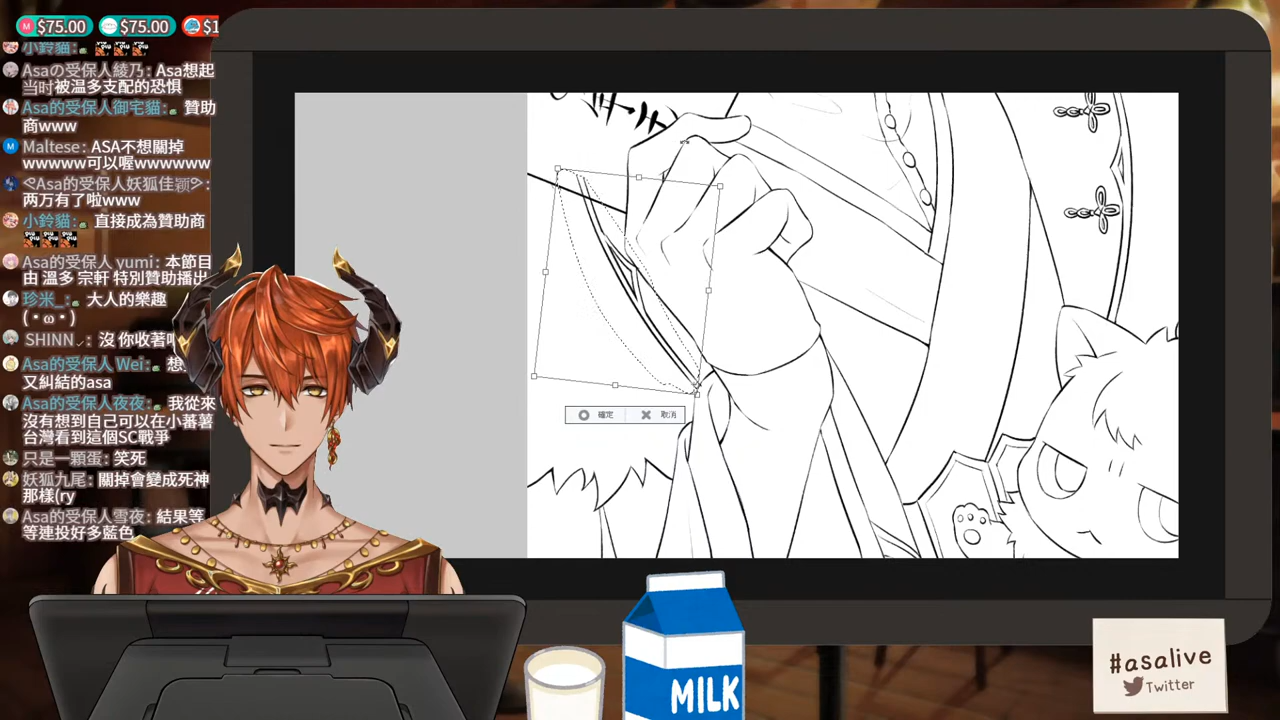 $75.00 $75.00 $1
小鈴貓:
Asaの受保人綾乃: Asa想起
当时被温多支配的恐惧
Asa的受保人御宅貓: 贊助
商www
Maltese: ASA不想關掉
wwwww可以喔wwwwww
<Asa的受保人妖狐佳颖>:
两万有了啦www
小鈴貓: 直接成為贊助商
Asa的受保人 yumi: 本節目
由 溫多 宗軒 特別贊助播出
珍米_: 大人的樂趣
(・ω・)
SHINN: 沒 你收著
Asa的受保人 Wei: 想
又糾結的asa
Asa的受保人夜夜: 我從來
沒有想到自己可以在小蕃薯
台灣看到這個SC戰爭
只是一顆蛋: 笑死
妖狐九尾: 關掉會變成死神
那樣(ry
Asa的受保人雪夜: 結果等
等連投好多藍色
確定 取消
MILK
#asalive
Twitter